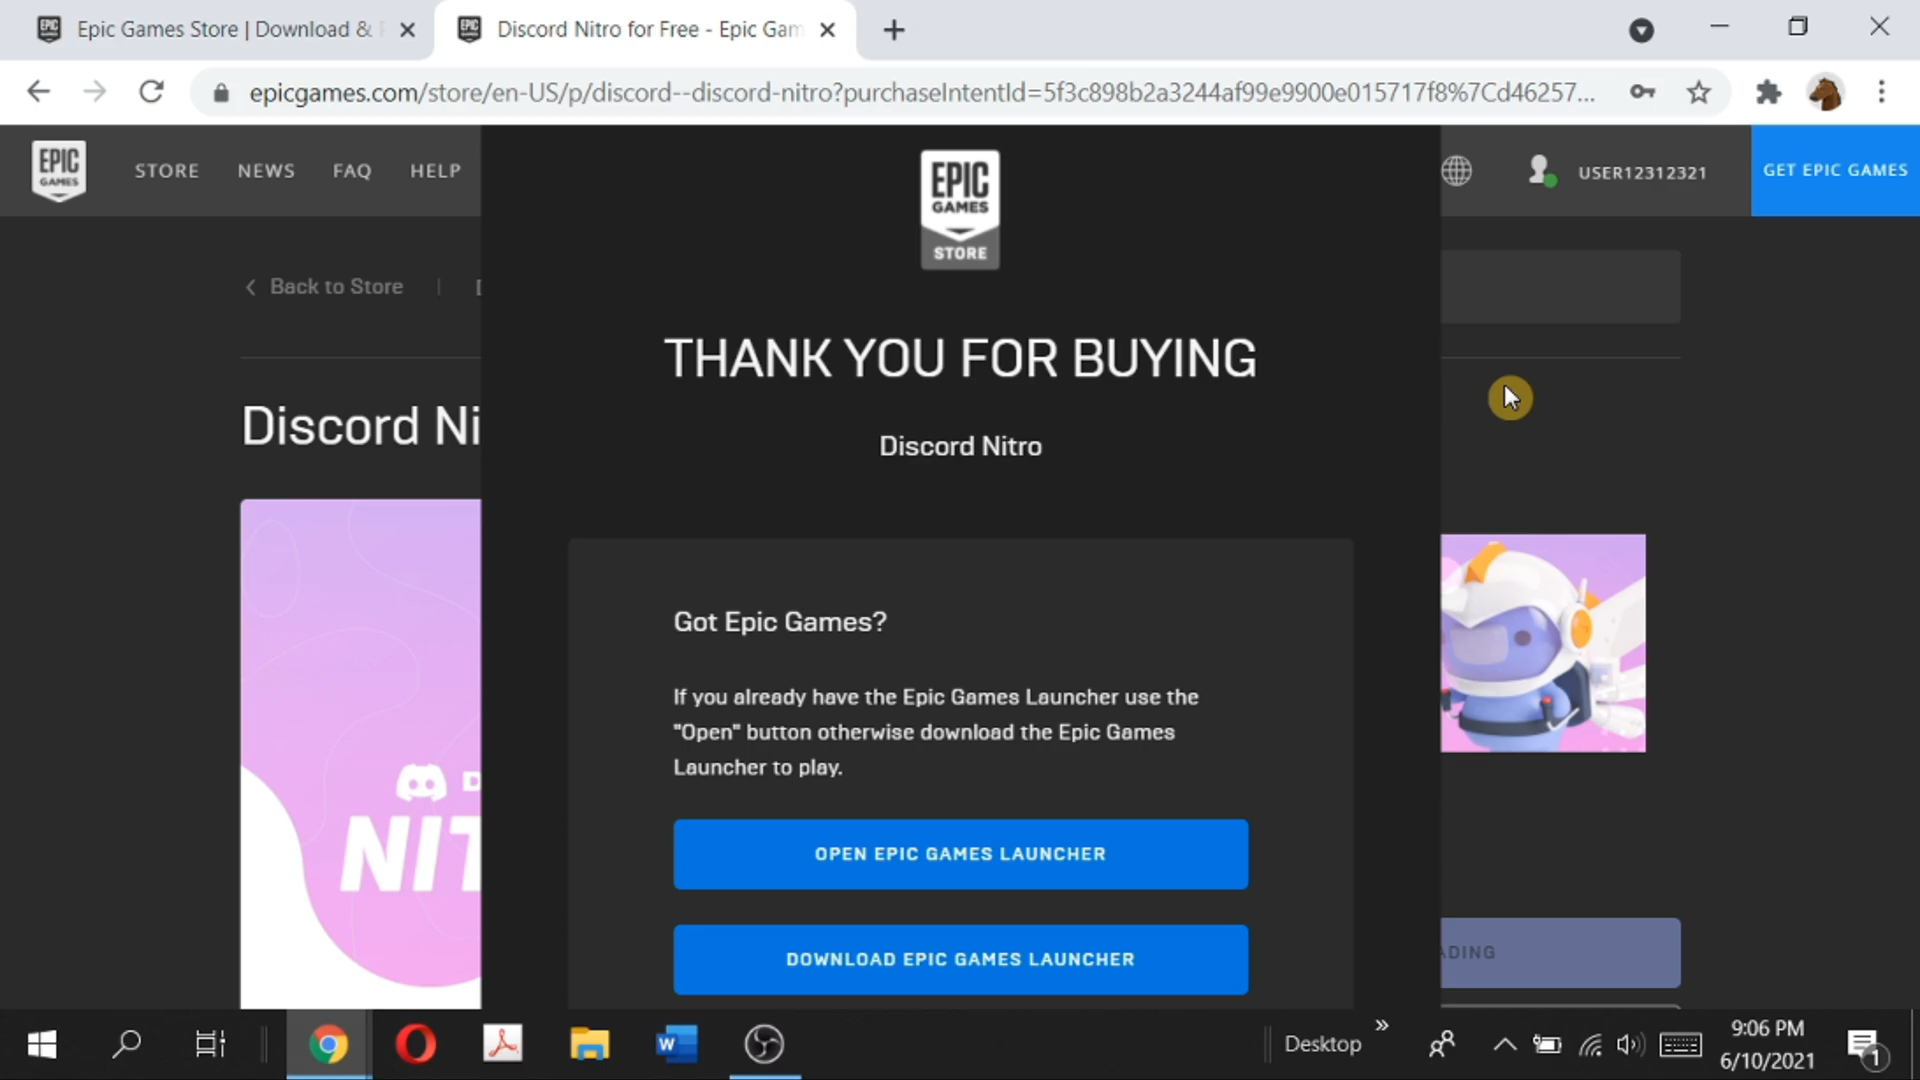 Epic Games Store | Download &
Discord Nitro for Free - Epic Gam
epicgames.com/store/en-US/p/discord--discord-nitro?purchaseIntentId=5f3c898b2a3244af99e9900e015717f8%7Cd46257...
EPIC GAMES
STORE NEWS FAQ HELP
EPIC
GAMES
STORE
USER12312321
GET EPIC GAMES
Back to Store
THANK YOU FOR BUYING
Discord Ni
Discord Nitro
Got Epic Games?
If you already have the Epic Games Launcher use the
"Open" button otherwise download the Epic Games
Launcher to play.
NIT
OPEN EPIC GAMES LAUNCHER
DOWNLOAD EPIC GAMES LAUNCHER
ADING
Desktop
9:06 PM
6/10/2021
1